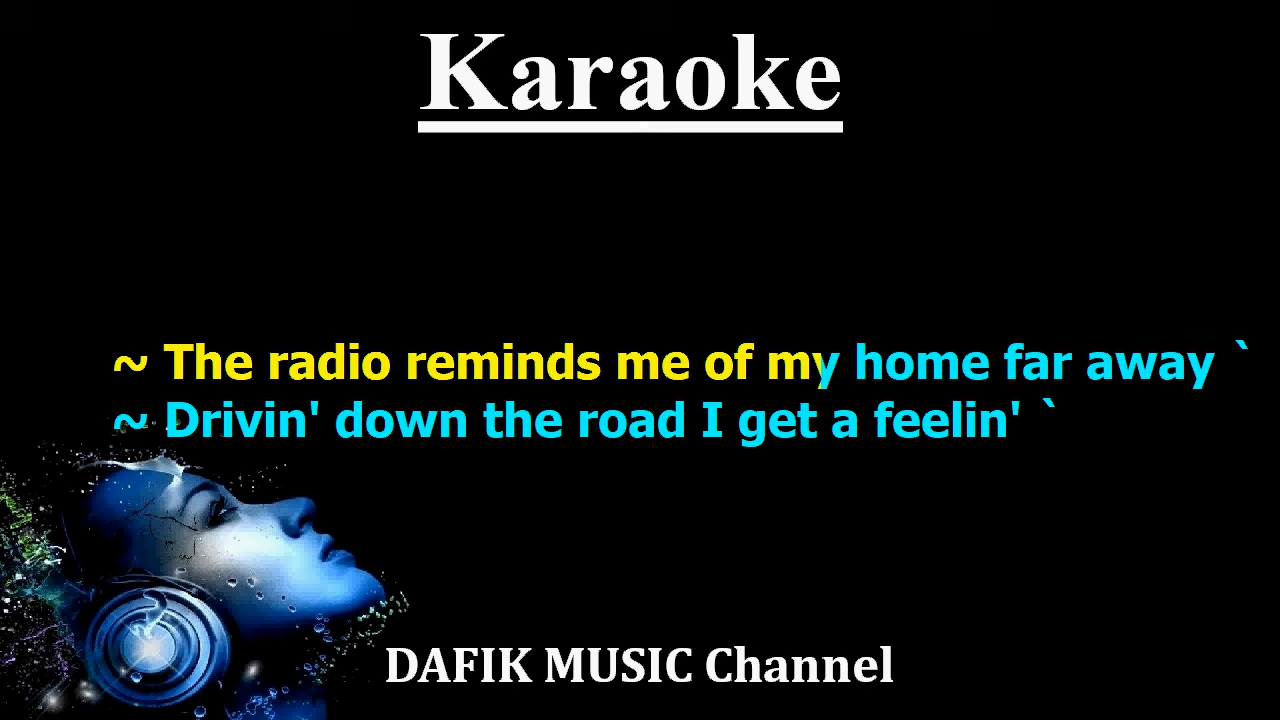 Karaoke
~ The radio reminds me of my home far away `
~ Drivin' down the road I get a feelin' `
DAFIK MUSIC Channel